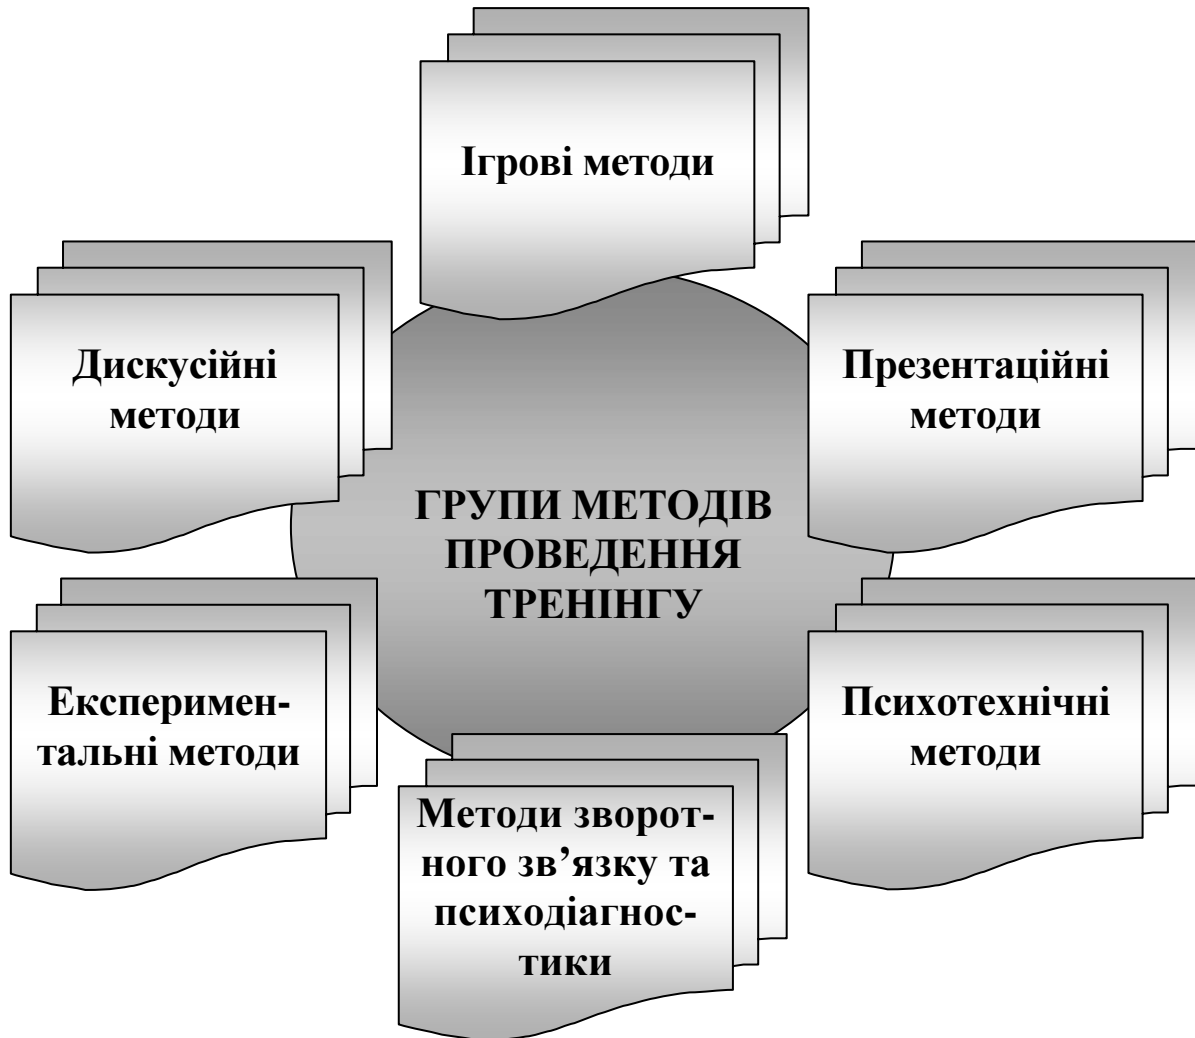 Ігрові методи
Дискусійні
методи
Презентаційні
методи
ГРУПИ МЕТОДІВ
ПРОВЕДЕННЯ
ТРЕНІНГУ
Експеримен-
тальні методи
Психотехнічні
методи
Методи зворот-
ного зв’язку та
психодіагнос-
тики